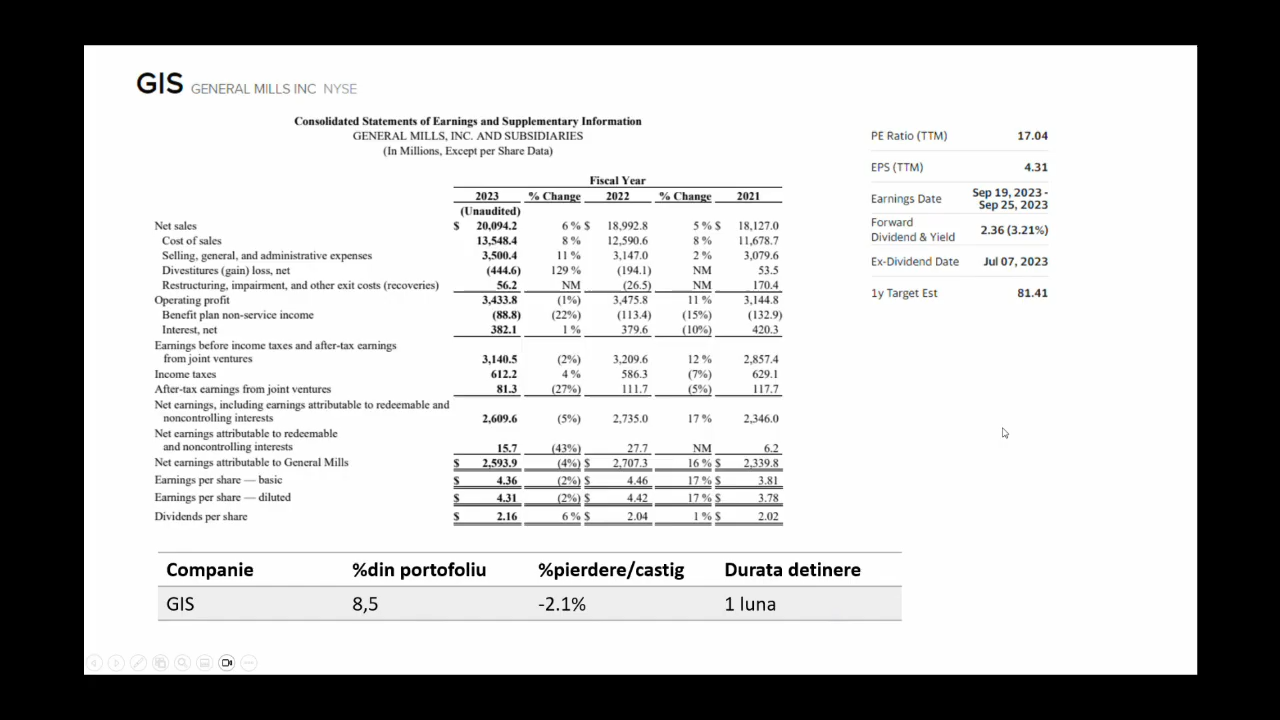 GIS GENERAL MILLS INC NYSE
Consolidated Statements of Earnings and Supplementary Information
GENERAL MILLS, INC. AND SUBSIDIARIES
(In Millions, Except per Share Data)
Fiscal Year
2023 % Change 2022 % Change 2021
(Unaudited)
Net sales $ 20,094.2 6 % $ 18,992.8 5 % $ 18,127.0
Cost of sales 13,548.4 8 % 12,590.6 8 % 11,678.7
Selling, general, and administrative expenses 3,500.4 11 % 3,147.0 2 % 3,079.6
Divestitures (gain) loss, net (444.6) 129 % (194.1) NM 53.5
Restructuring, impairment, and other exit costs (recoveries) 56.2 NM (26.5) NM 170.4
Operating profit 3,433.8 (1%) 3,475.8 11 % 3,144.8
Benefit plan non-service income (88.8) (22%) (113.4) (15%) (132.9)
Interest, net 382.1 1 % 379.6 (10%) 420.3
Earnings before income taxes and after-tax earnings
from joint ventures 3,140.5 (2%) 3,209.6 12 % 2,857.4
Income taxes 612.2 4 % 586.3 (7%) 629.1
After-tax earnings from joint ventures 81.3 (27%) 111.7 (5%) 117.7
Net earnings, including earnings attributable to redeemable and
noncontrolling interests 2,609.6 (5%) 2,735.0 17 % 2,346.0
Net earnings attributable to redeemable
and noncontrolling interests 15.7 (43%) 27.7 NM 6.2
Net earnings attributable to General Mills $ 2,593.9 (4%) $ 2,707.3 16 % $ 2,339.8
Earnings per share — basic $ 4.36 (2%) $ 4.46 17 % $ 3.81
Earnings per share — diluted $ 4.31 (2%) $ 4.42 17 % $ 3.78
Dividends per share $ 2.16 6 % $ 2.04 1 % $ 2.02
PE Ratio (TTM) 17.04
EPS (TTM) 4.31
Earnings Date Sep 19, 2023 -
Sep 25, 2023
Forward
Dividend & Yield 2.36 (3.21%)
Ex-Dividend Date Jul 07, 2023
1y Target Est 81.41
Companie %din portofoliu %pierdere/castig Durata detinere
GIS 8,5 -2.1% 1 luna